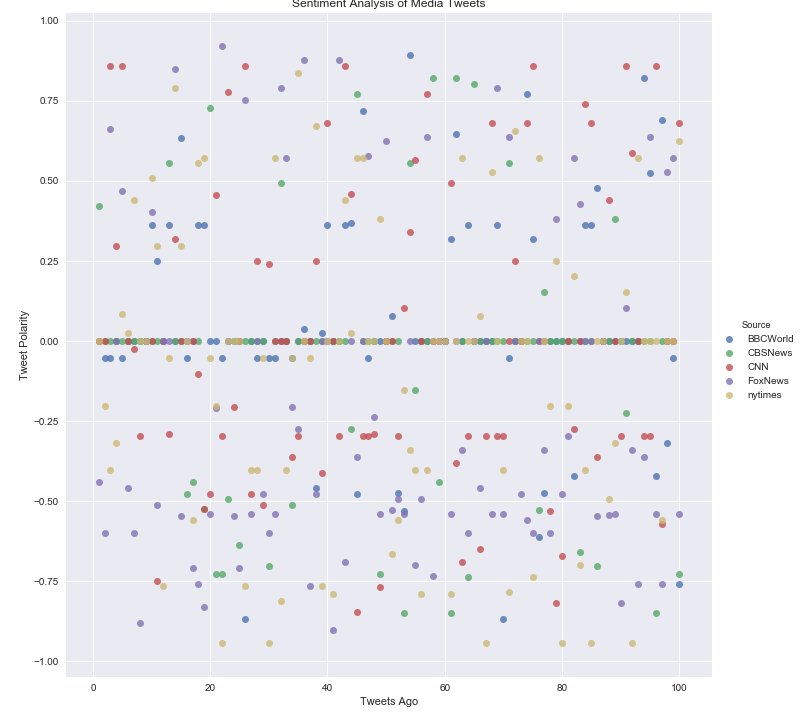 Sentiment Analysis of Media Tweets
1.00
0.75
0.50
0.25
0.00
−0.25
−0.50
−0.75
−1.00
Tweet Polarity
0 20 40 60 80 100
Tweets Ago
Source
BBCWorld
CBSNews
CNN
FoxNews
nytimes